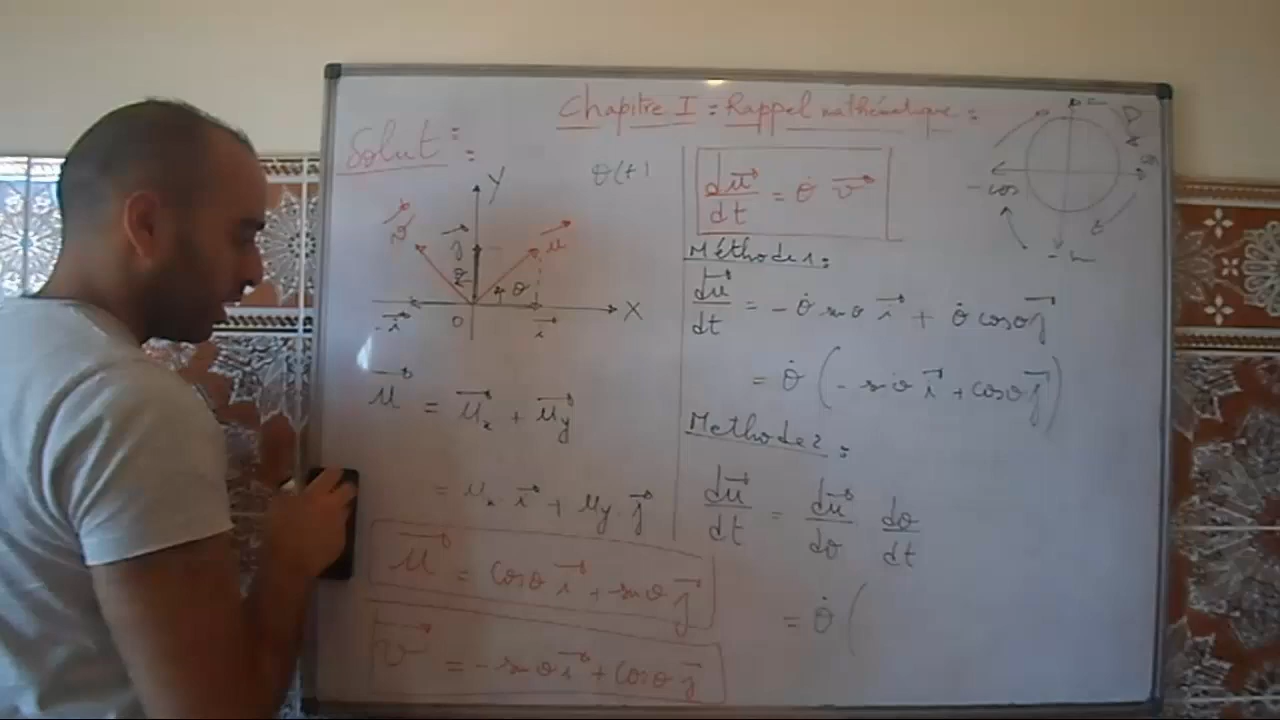 Chapitre I : Rappel mathématique :
Solut :
θ(t)
Y
j⃗
v⃗
u⃗
θ
X
O
-i⃗
i⃗
u⃗ = u⃗ₓ + u⃗y
= uₓ . i⃗ + uy . j⃗
u⃗ = cosθ i⃗ + sinθ j⃗
v⃗ = -sinθ i⃗ + cosθ j⃗
du⃗/dt = θ̇ v⃗
Méthode 1 :
du⃗/dt = -θ̇ sinθ i⃗ + θ̇ cosθ j⃗
= θ̇ (-sinθ i⃗ + cosθ j⃗)
Methode 2 :
du⃗/dt = du⃗/dθ dθ/dt
= θ̇ (
-cos